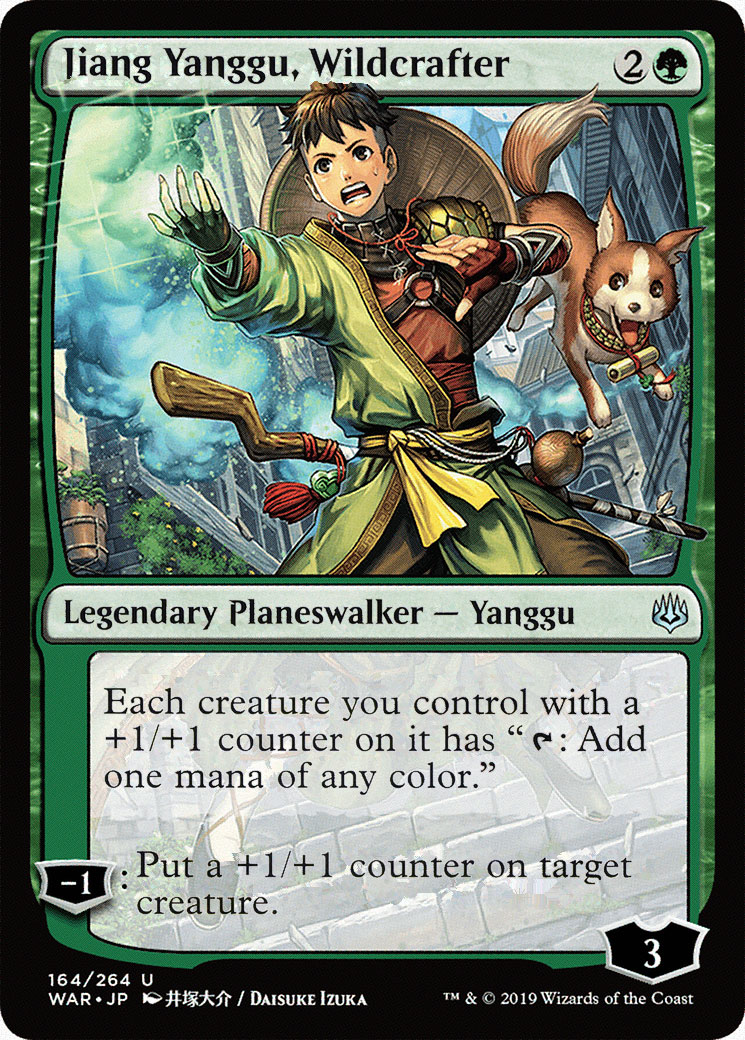 Jiang Yanggu, Wildcrafter 2
Legendary Planeswalker — Yanggu
Each creature you control with a
+1/+1 counter on it has “ : Add
one mana of any color.”
-1 : Put a +1/+1 counter on target
creature.
3
164/264 U
WAR • JP 井塚大介 / Daisuke Izuka
™ & © 2019 Wizards of the Coast